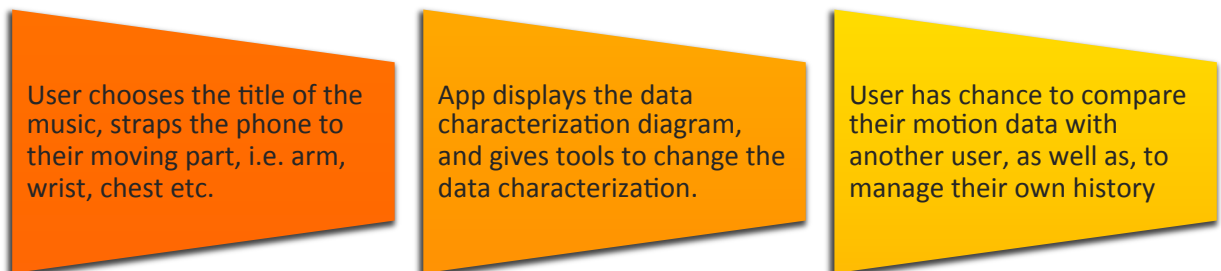 User chooses the title of the
music, straps the phone to
their moving part, i.e. arm,
wrist, chest etc.
App displays the data
characterization diagram,
and gives tools to change the
data characterization.
User has chance to compare
their motion data with
another user, as well as, to
manage their own history